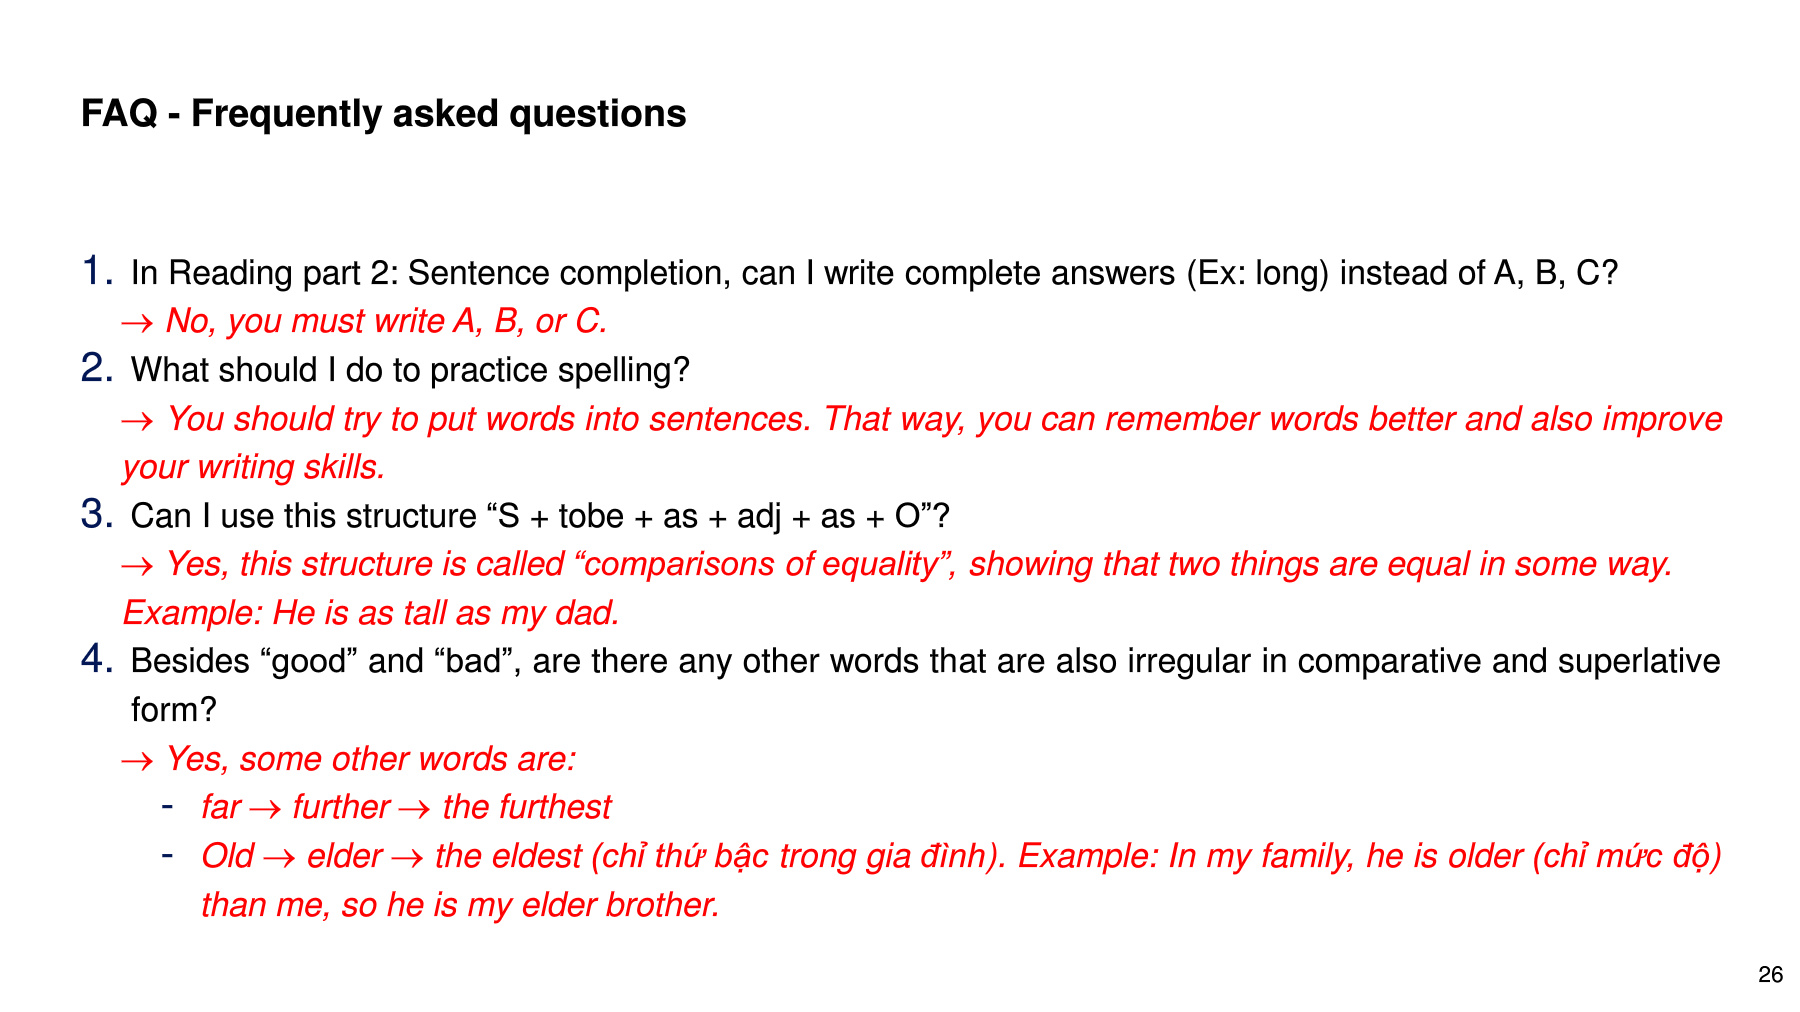 FAQ - Frequently asked questions
1. In Reading part 2: Sentence completion, can I write complete answers (Ex: long) instead of A, B, C?
→ No, you must write A, B, or C.
2. What should I do to practice spelling?
→ You should try to put words into sentences. That way, you can remember words better and also improve
your writing skills.
3. Can I use this structure “S + tobe + as + adj + as + O”?
→ Yes, this structure is called “comparisons of equality”, showing that two things are equal in some way.
Example: He is as tall as my dad.
4. Besides “good” and “bad”, are there any other words that are also irregular in comparative and superlative
form?
→ Yes, some other words are:
- far → further → the furthest
- Old → elder → the eldest (chỉ thứ bậc trong gia đình). Example: In my family, he is older (chỉ mức độ)
than me, so he is my elder brother.
26